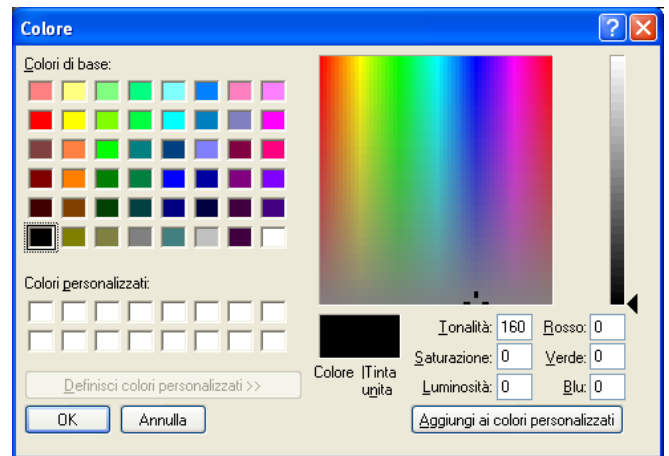 Colore
Colori di base:
Colori personalizzati:
Definisci colori personalizzati >>
OK
Annulla
Colore |Tinta
unita
Tonalità: 160
Rosso: 0
Saturazione: 0
Verde: 0
Luminosità: 0
Blu: 0
Aggiungi ai colori personalizzati